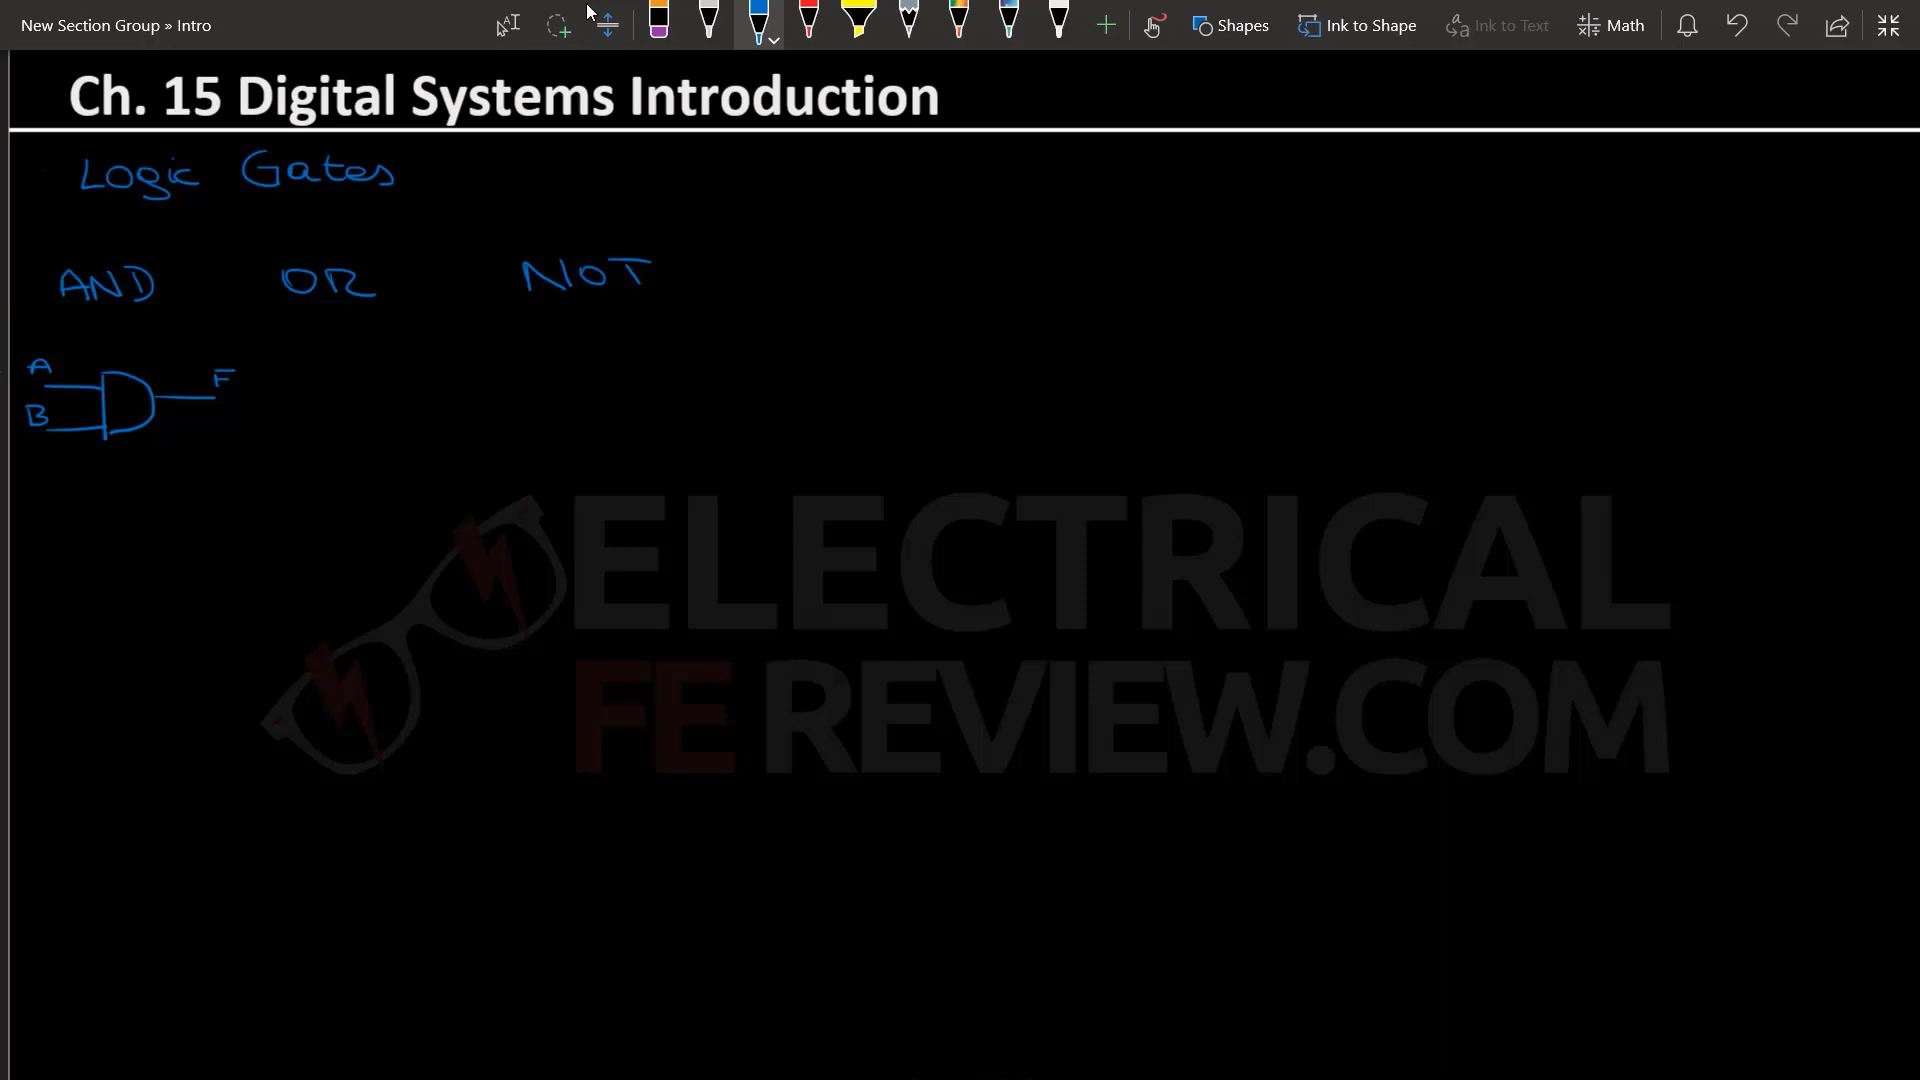 New Section Group » Intro
Shapes Ink to Shape Ink to Text Math
Ch. 15 Digital Systems Introduction
Logic Gates
AND OR NOT
A
F
B
ELECTRICAL
FE REVIEW.COM